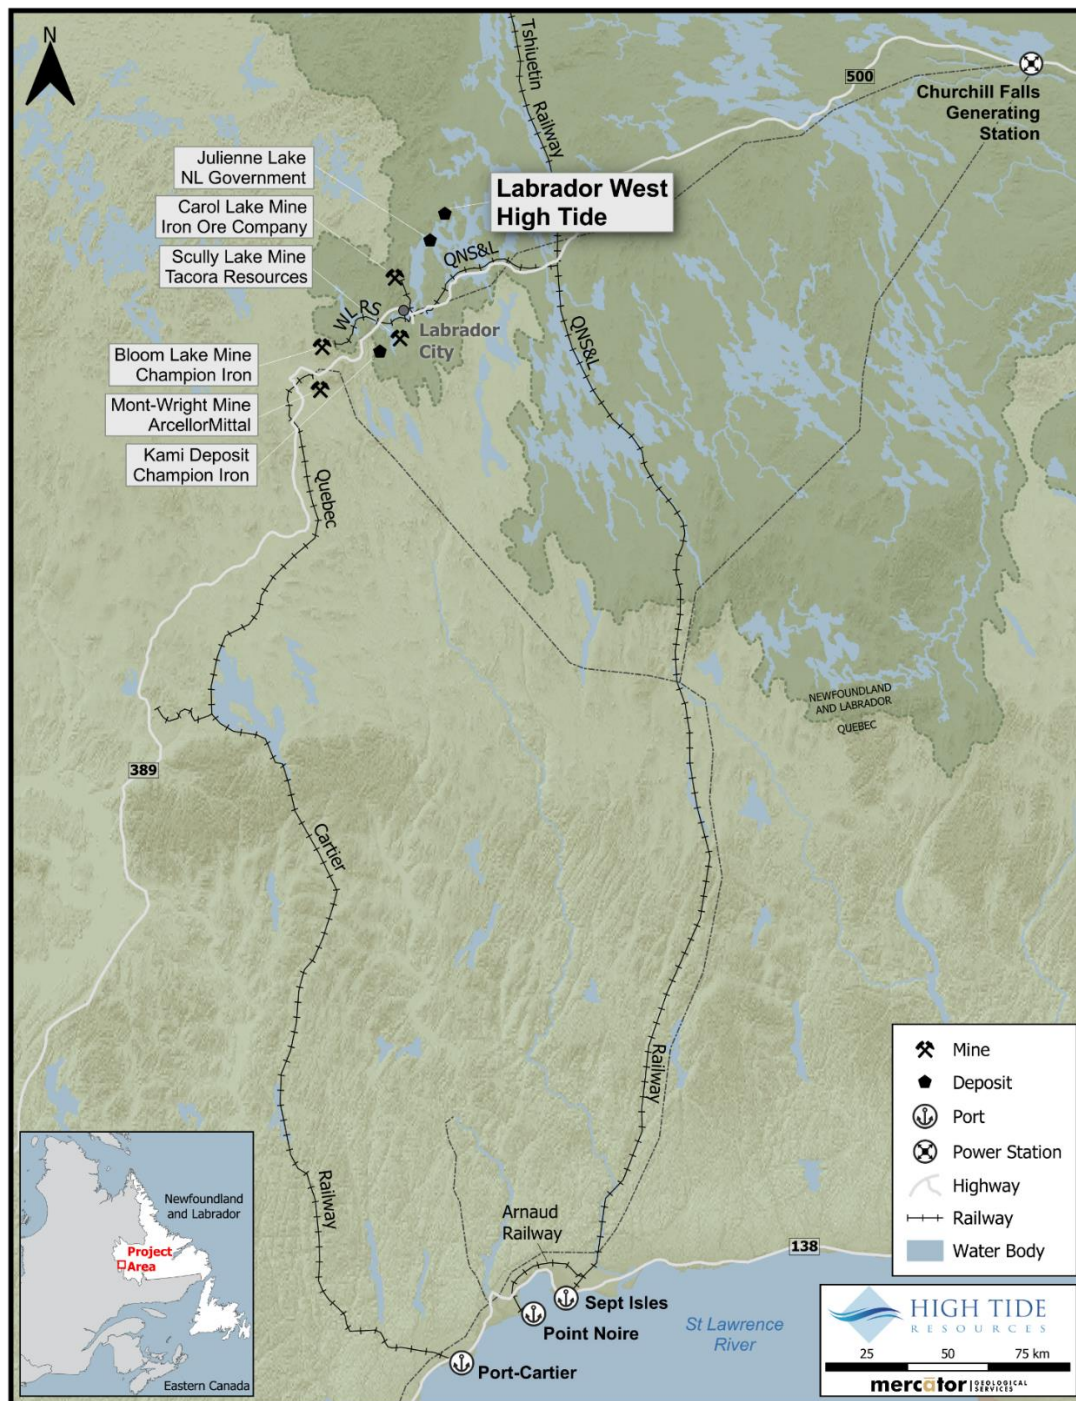 N
Tshiuetin Railway
500
Churchill Falls
Generating
Station
Julienne Lake
NL Government
Labrador West
High Tide
Carol Lake Mine
Iron Ore Company
Scully Lake Mine
Tacora Resources
QNS&L
WLRS
Labrador
City
QNS&L
Bloom Lake Mine
Champion Iron
Mont-Wright Mine
ArcellorMittal
Kami Deposit
Champion Iron
Quebec
NEWFOUNDLAND
AND LABRADOR
QUEBEC
389
Cartier
Railway
Railway
Arnaud
Railway
138
Sept Isles
Point Noire
Port-Cartier
St Lawrence
River
Mine
Deposit
Port
Power Station
Highway
Railway
Water Body
Newfoundland
and Labrador
Project
Area
Eastern Canada
HIGH TIDE
RESOURCES
25 50 75 km
mercator GEOLOGICAL
SERVICES